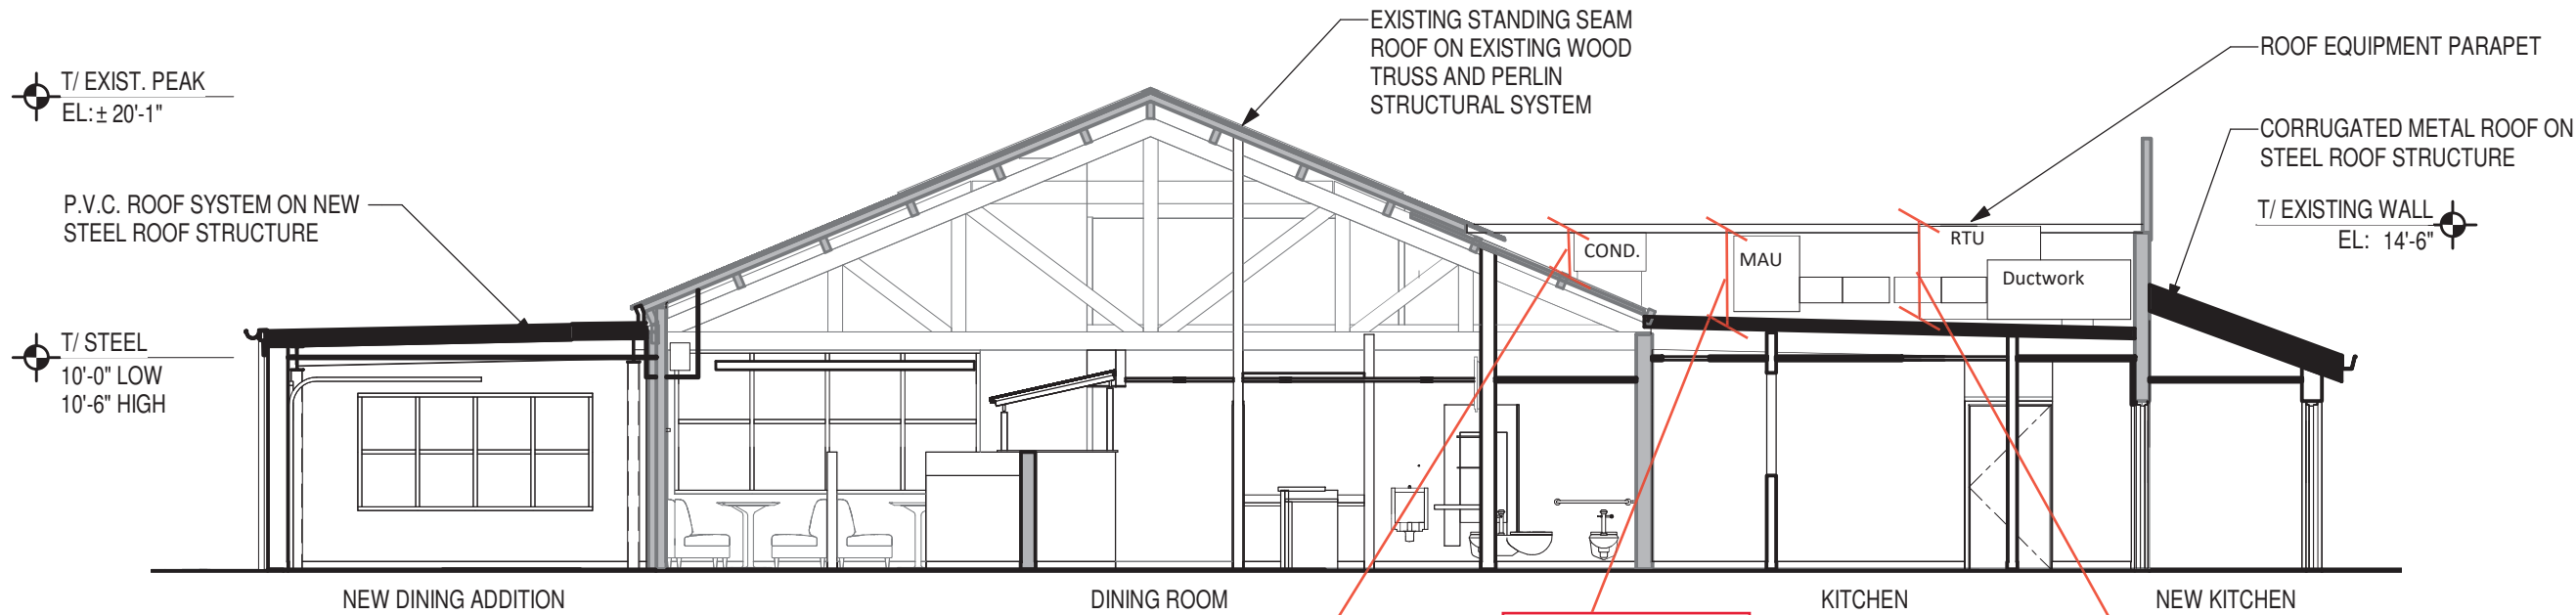 EXISTING STANDING SEAM
ROOF ON EXISTING WOOD
TRUSS AND PERLIN
STRUCTURAL SYSTEM
ROOF EQUIPMENT PARAPET
T/ EXIST. PEAK
EL: ± 20'-1"
CORRUGATED METAL ROOF ON
STEEL ROOF STRUCTURE
P.V.C. ROOF SYSTEM ON NEW
STEEL ROOF STRUCTURE
T/ EXISTING WALL
EL: 14'-6"
COND.
MAU
RTU
Ductwork
T/ STEEL
10'-0" LOW
10'-6" HIGH
NEW DINING ADDITION
DINING ROOM
KITCHEN
NEW KITCHEN